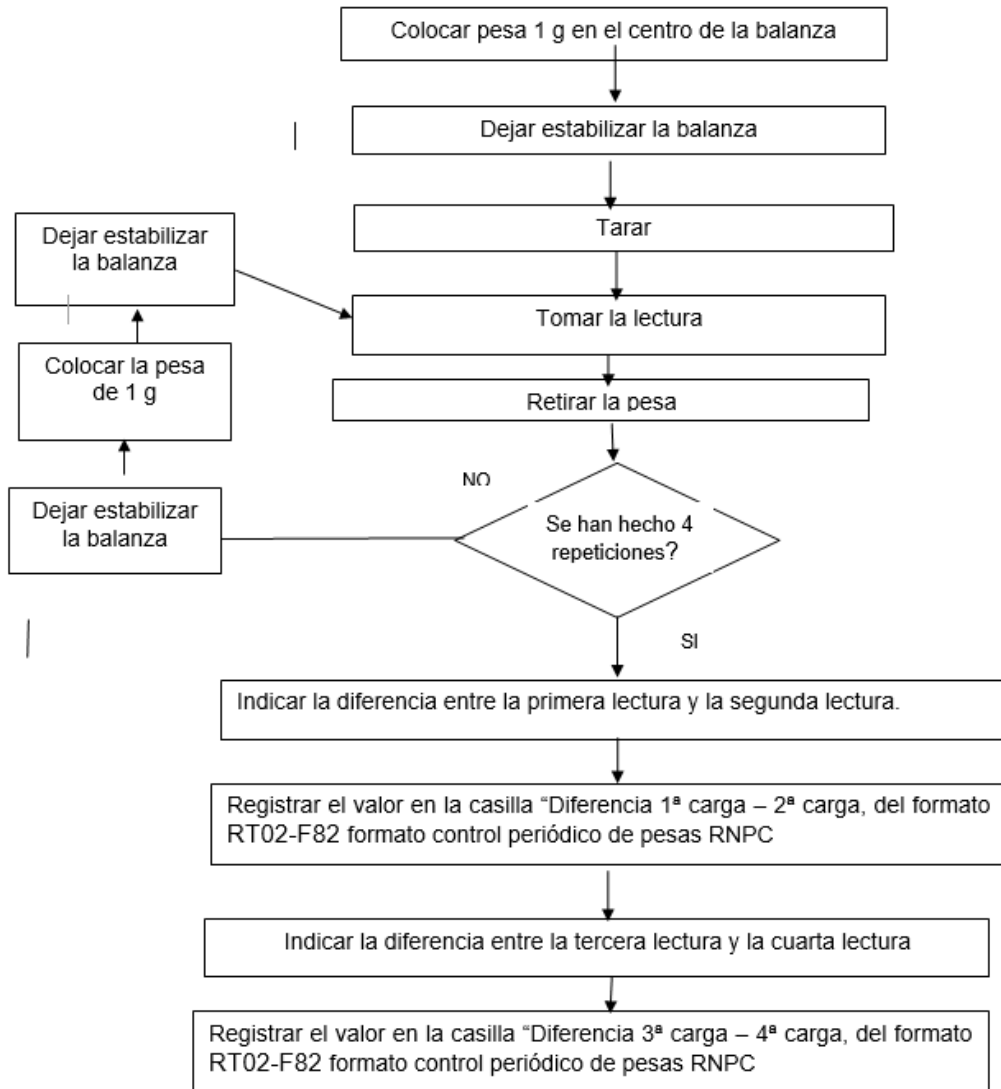 Colocar pesa 1 g en el centro de la balanza
Dejar estabilizar la balanza
Tarar
Dejar estabilizar
la balanza
Tomar la lectura
Colocar la pesa
de 1 g
Retirar la pesa
NO
Dejar estabilizar
la balanza
Se han hecho 4
repeticiones?
SI
Indicar la diferencia entre la primera lectura y la segunda lectura.
Registrar el valor en la casilla “Diferencia 1ª carga – 2ª carga, del formato
RT02-F82 formato control periódico de pesas RNPC
Indicar la diferencia entre la tercera lectura y la cuarta lectura
Registrar el valor en la casilla “Diferencia 3ª carga – 4ª carga, del formato
RT02-F82 formato control periódico de pesas RNPC